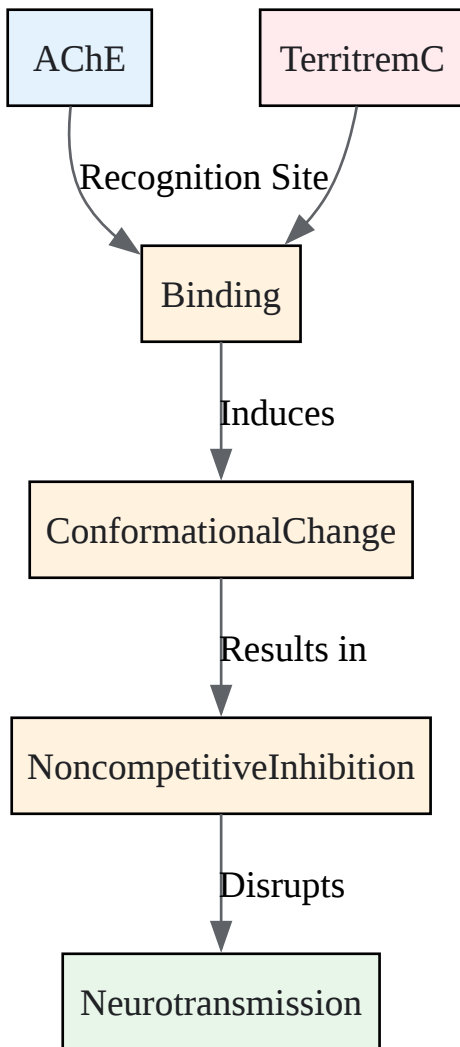 AChE
TerritremC
Recognition Site
Binding
Induces
ConformationalChange
Results in
NoncompetitiveInhibition
Disrupts
Neurotransmission